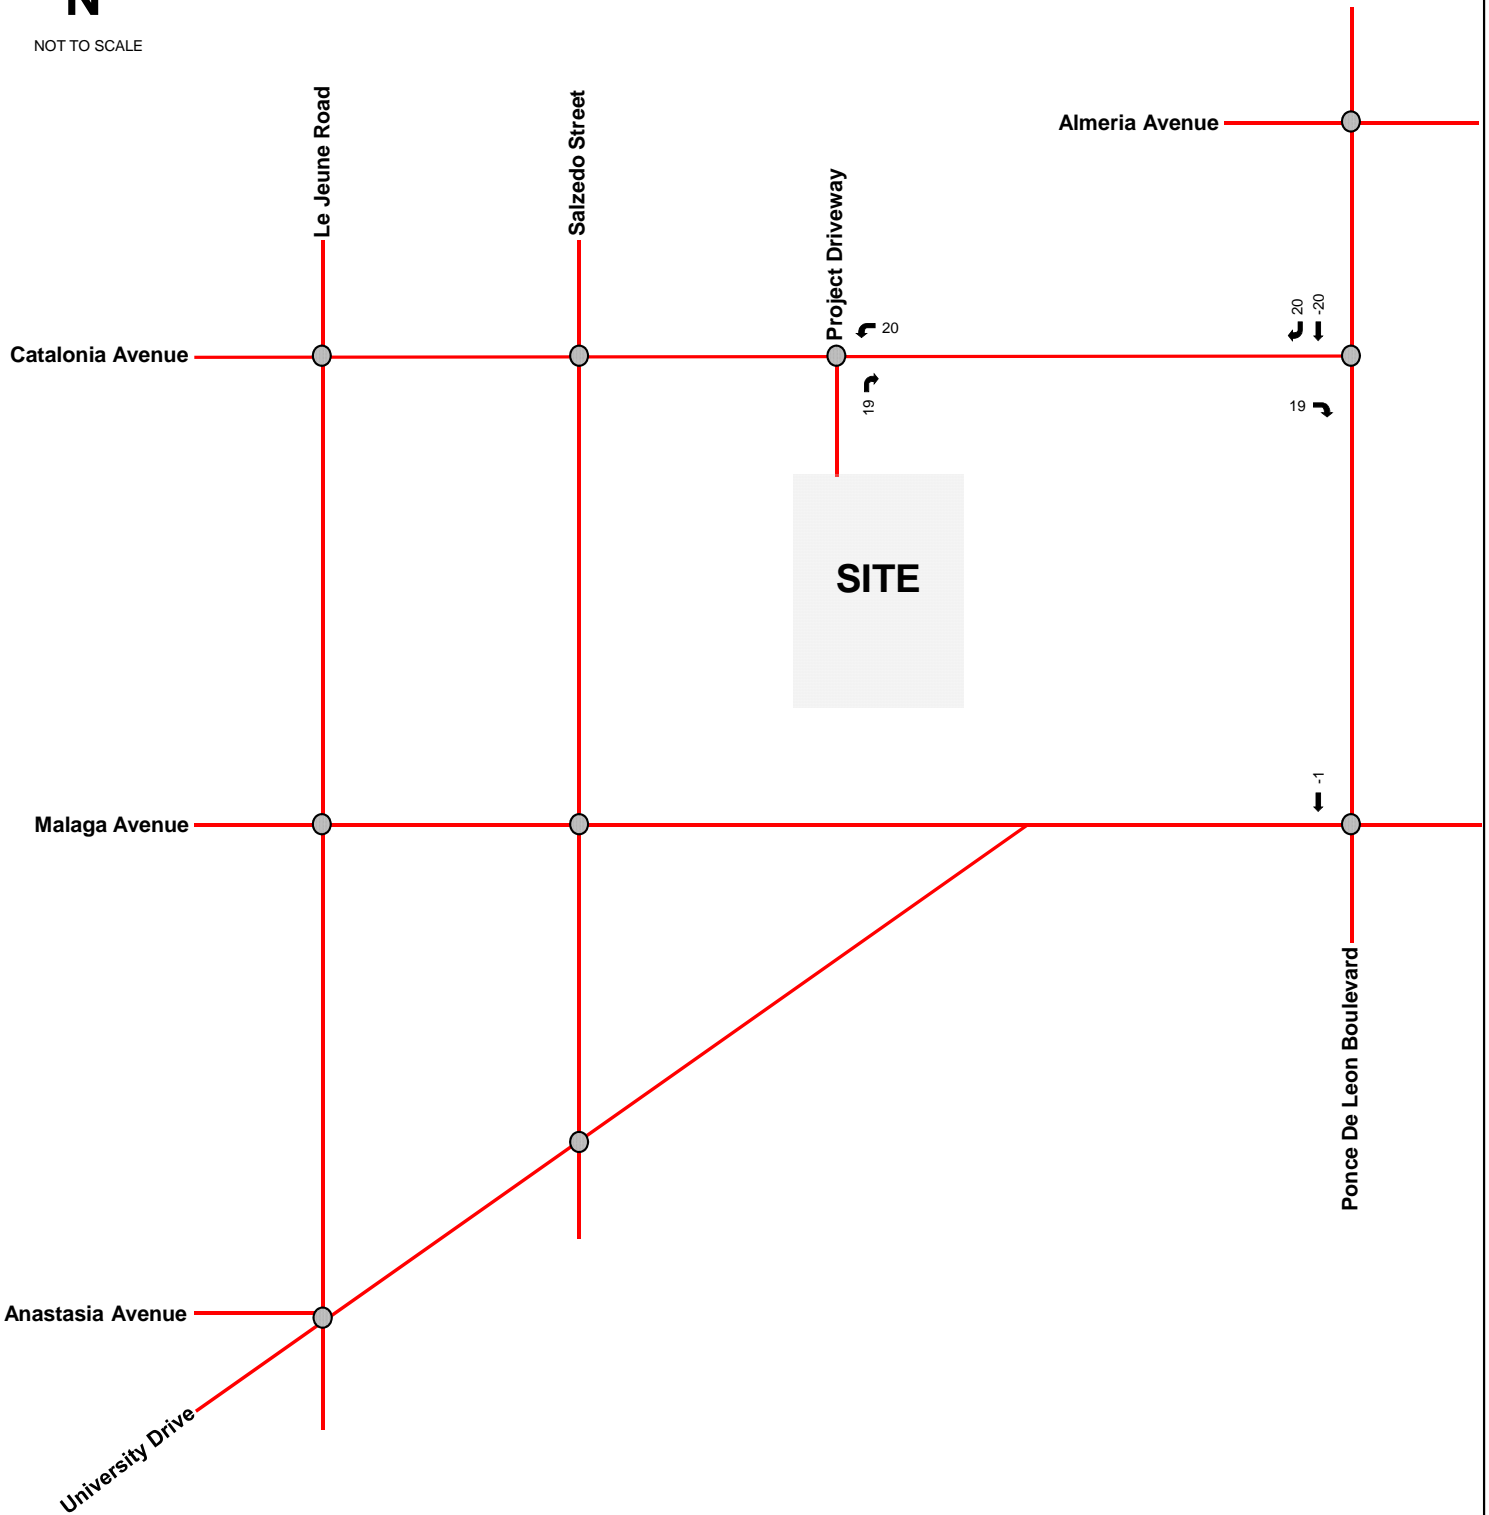 N
NOT TO SCALE
Le Jeune Road
Salzedo Street
Project Driveway
Almeria Avenue
Catalonia Avenue
20
20
-20
19
19
SITE
Malaga Avenue
-1
Ponce De Leon Boulevard
Anastasia Avenue
University Drive